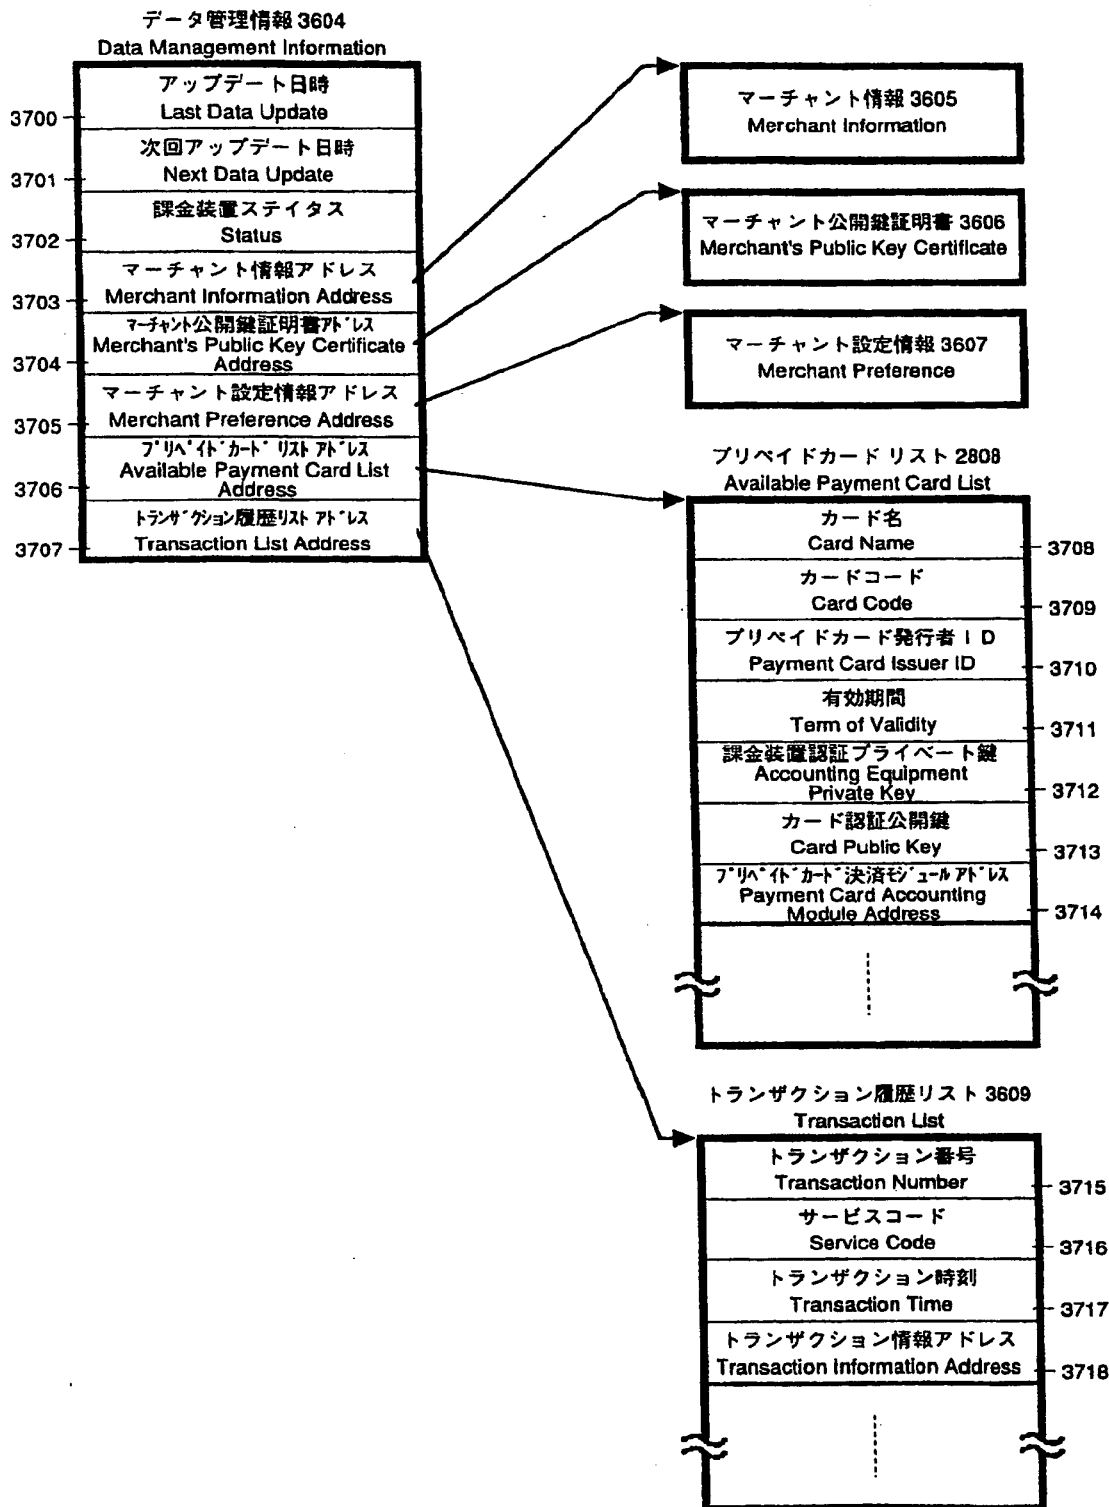 データ管理情報 3604
Data Management Information
アップデート日時
Last Data Update
3700
次回アップデート日時
Next Data Update
3701
課金装置ステイタス
Status
3702
マーチャント情報アドレス
Merchant Information Address
3703
マーチャント公開鍵証明書アドレス
Merchant's Public Key Certificate
Address
3704
マーチャント設定情報アドレス
Merchant Preference Address
3705
プリペイドカード リスト アドレス
Available Payment Card List
Address
3706
トランザクション履歴リスト アドレス
Transaction List Address
3707
マーチャント情報 3605
Merchant Information
マーチャント公開鍵証明書 3606
Merchant's Public Key Certificate
マーチャント設定情報 3607
Merchant Preference
プリペイドカード リスト 2808
Available Payment Card List
カード名
Card Name
3708
カードコード
Card Code
3709
プリペイドカード発行者ID
Payment Card Issuer ID
3710
有効期間
Term of Validity
3711
課金装置認証プライベート鍵
Accounting Equipment
Private Key
3712
カード認証公開鍵
Card Public Key
3713
プリペイドカード決済モジュール アドレス
Payment Card Accounting
Module Address
3714
トランザクション履歴リスト 3609
Transaction List
トランザクション番号
Transaction Number
3715
サービスコード
Service Code
3716
トランザクション時刻
Transaction Time
3717
トランザクション情報アドレス
Transaction Information Address
3718